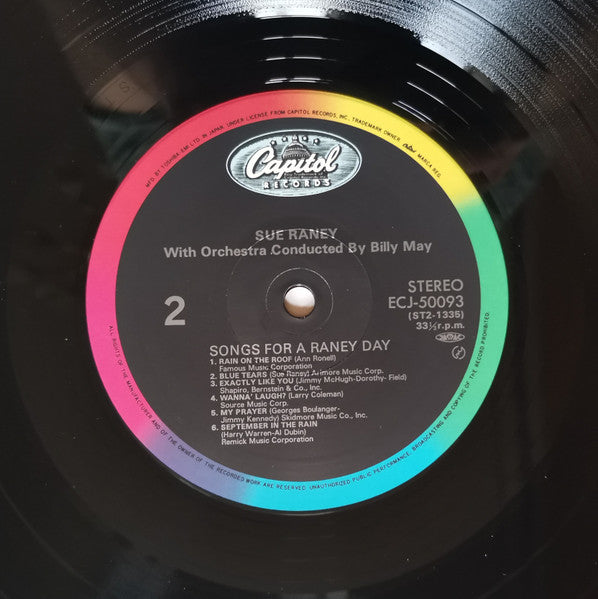 MFD. BY TOSHIBA EMI LTD. IN JAPAN, UNDER LICENSE FROM CAPITOL RECORDS, INC. TRADEMARK OWNER. Capitol MARCA REG.
Capitol
RECORDS
SUE RANEY
With Orchestra Conducted By Billy May
STEREO
ECJ-50093
(ST2-1335)
33⅓r.p.m.
2
SONGS FOR A RANEY DAY
1. RAIN ON THE ROOF (Ann Ronell)
Famous Music Corporation
2. BLUE TEARS (Sue Raney) Arimore Music Corp.
3. EXACTLY LIKE YOU (Jimmy McHugh-Dorothy- Field)
Shapiro, Bernstein & Co., Inc.
4. WANNA' LAUGH? (Larry Coleman)
Source Music Corp.
5. MY PRAYER (Georges Boulanger-
Jimmy Kennedy) Skidmore Music Co., Inc.
6. SEPTEMBER IN THE RAIN
(Harry Warren-Al Dubin)
Remick Music Corporation
ALL RIGHTS OF THE MANUFACTURER AND OF THE OWNER OF THE RECORDED WORK ARE RESERVED. UNAUTHORIZED PUBLIC PERFORMANCE, BROADCASTING AND COPYING OF THE RECORD PROHIBITED.